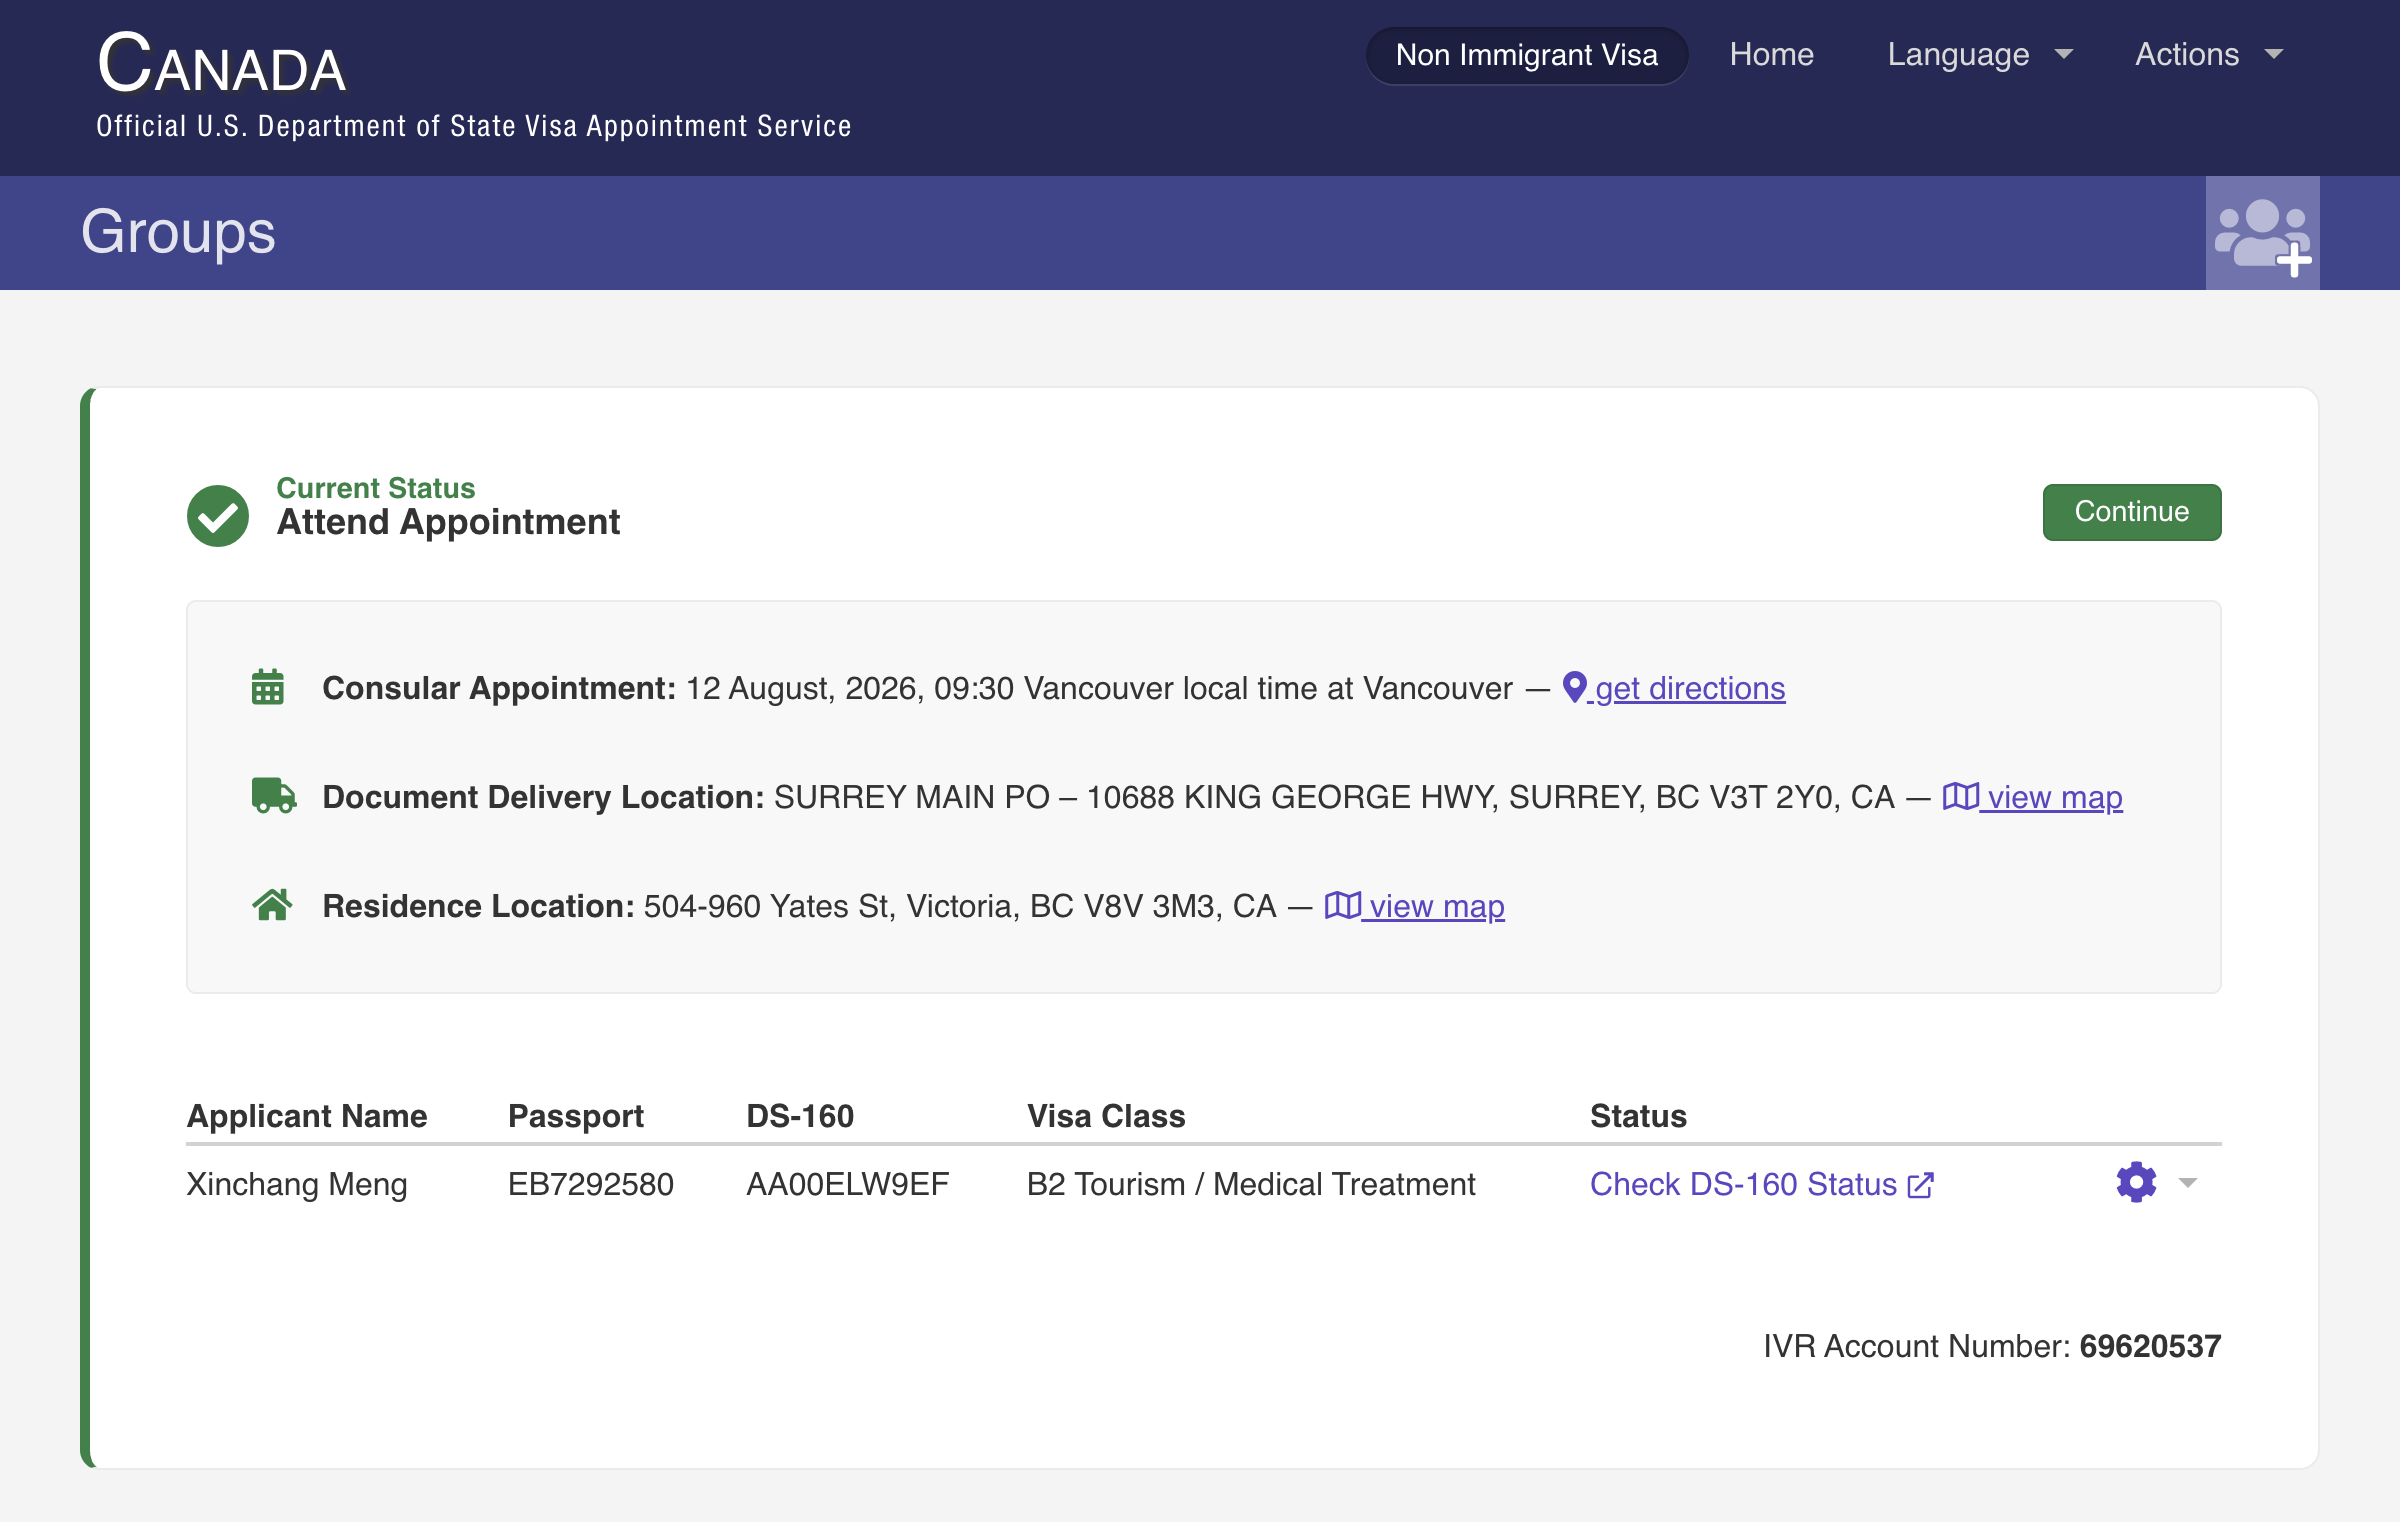 CANADA
Official U.S. Department of State Visa Appointment Service
Non Immigrant Visa
Home
Language
Actions
Groups
Current Status
Attend Appointment
Continue
Consular Appointment: 12 August, 2026, 09:30 Vancouver local time at Vancouver — get directions
Document Delivery Location: SURREY MAIN PO – 10688 KING GEORGE HWY, SURREY, BC V3T 2Y0, CA — view map
Residence Location: 504-960 Yates St, Victoria, BC V8V 3M3, CA — view map
Applicant Name Passport DS-160 Visa Class Status
Xinchang Meng EB7292580 AA00ELW9EF B2 Tourism / Medical Treatment Check DS-160 Status
IVR Account Number: 69620537